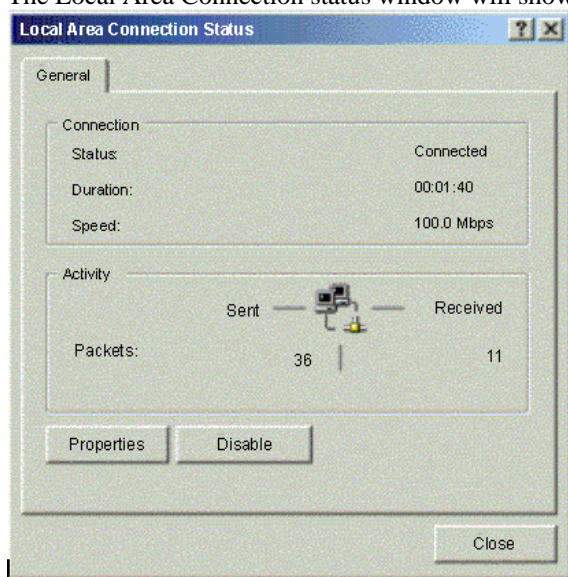 The Local Area Connection status window will show
Local Area Connection Status
General
Connection
Status: Connected
Duration: 00:01:40
Speed: 100.0 Mbps
Activity
Sent Received
Packets: 36 11
Properties Disable
Close